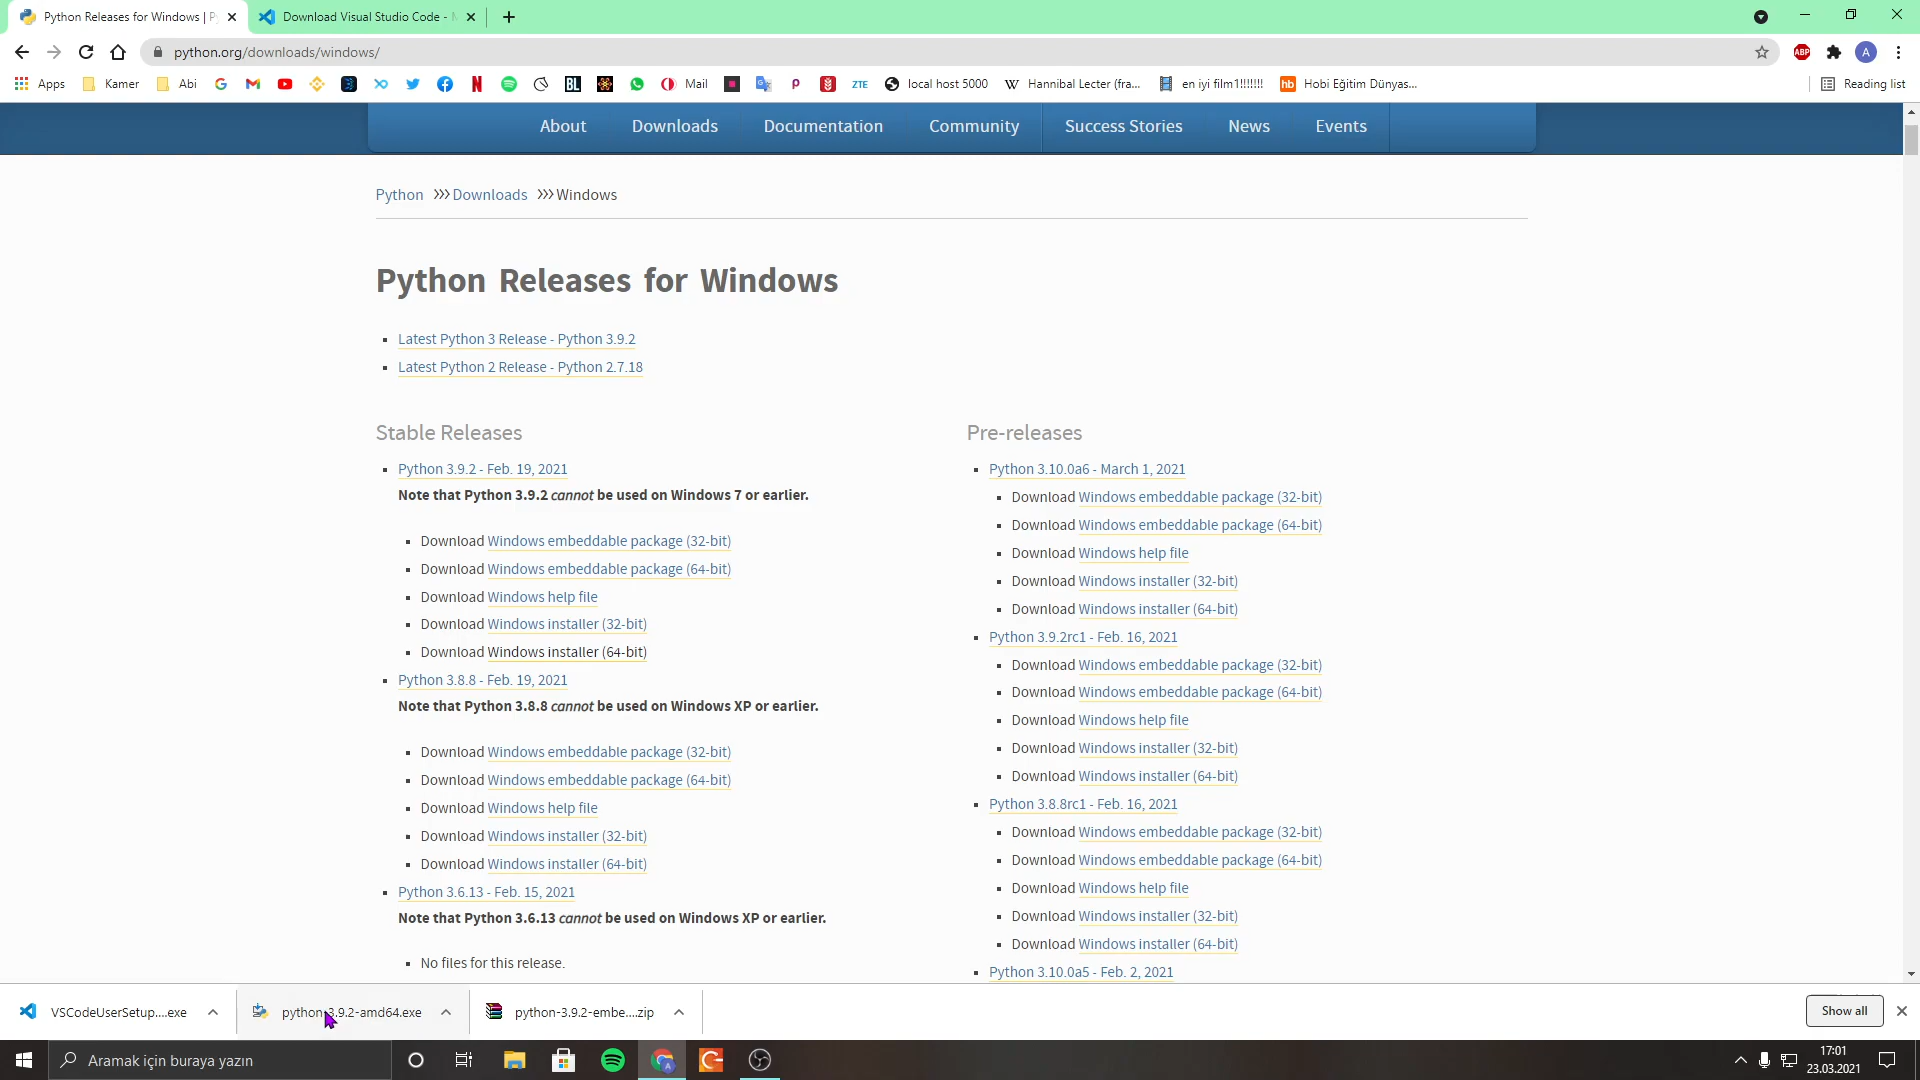 Python Releases for Windows | Py
Download Visual Studio Code - M
python.org/downloads/windows/
ABP
A
Apps
Kamer
Abi
BL
Mail
ZTE
local host 5000
Hannibal Lecter (fra...
en iyi film1!!!!!!!
hb
Hobi Eğitim Dünyas...
Reading list
About
Downloads
Documentation
Community
Success Stories
News
Events
Python >>> Downloads >>> Windows
Python Releases for Windows
Latest Python 3 Release - Python 3.9.2
Latest Python 2 Release - Python 2.7.18
Stable Releases
Python 3.9.2 - Feb. 19, 2021
Note that Python 3.9.2 cannot be used on Windows 7 or earlier.
Download Windows embeddable package (32-bit)
Download Windows embeddable package (64-bit)
Download Windows help file
Download Windows installer (32-bit)
Download Windows installer (64-bit)
Python 3.8.8 - Feb. 19, 2021
Note that Python 3.8.8 cannot be used on Windows XP or earlier.
Download Windows embeddable package (32-bit)
Download Windows embeddable package (64-bit)
Download Windows help file
Download Windows installer (32-bit)
Download Windows installer (64-bit)
Python 3.6.13 - Feb. 15, 2021
Note that Python 3.6.13 cannot be used on Windows XP or earlier.
No files for this release.
Pre-releases
Python 3.10.0a6 - March 1, 2021
Download Windows embeddable package (32-bit)
Download Windows embeddable package (64-bit)
Download Windows help file
Download Windows installer (32-bit)
Download Windows installer (64-bit)
Python 3.9.2rc1 - Feb. 16, 2021
Download Windows embeddable package (32-bit)
Download Windows embeddable package (64-bit)
Download Windows help file
Download Windows installer (32-bit)
Download Windows installer (64-bit)
Python 3.8.8rc1 - Feb. 16, 2021
Download Windows embeddable package (32-bit)
Download Windows embeddable package (64-bit)
Download Windows help file
Download Windows installer (32-bit)
Download Windows installer (64-bit)
Python 3.10.0a5 - Feb. 2, 2021
VSCodeUserSetup....exe
python-3.9.2-amd64.exe
python-3.9.2-embe....zip
Show all
Aramak için buraya yazın
17:01
23.03.2021